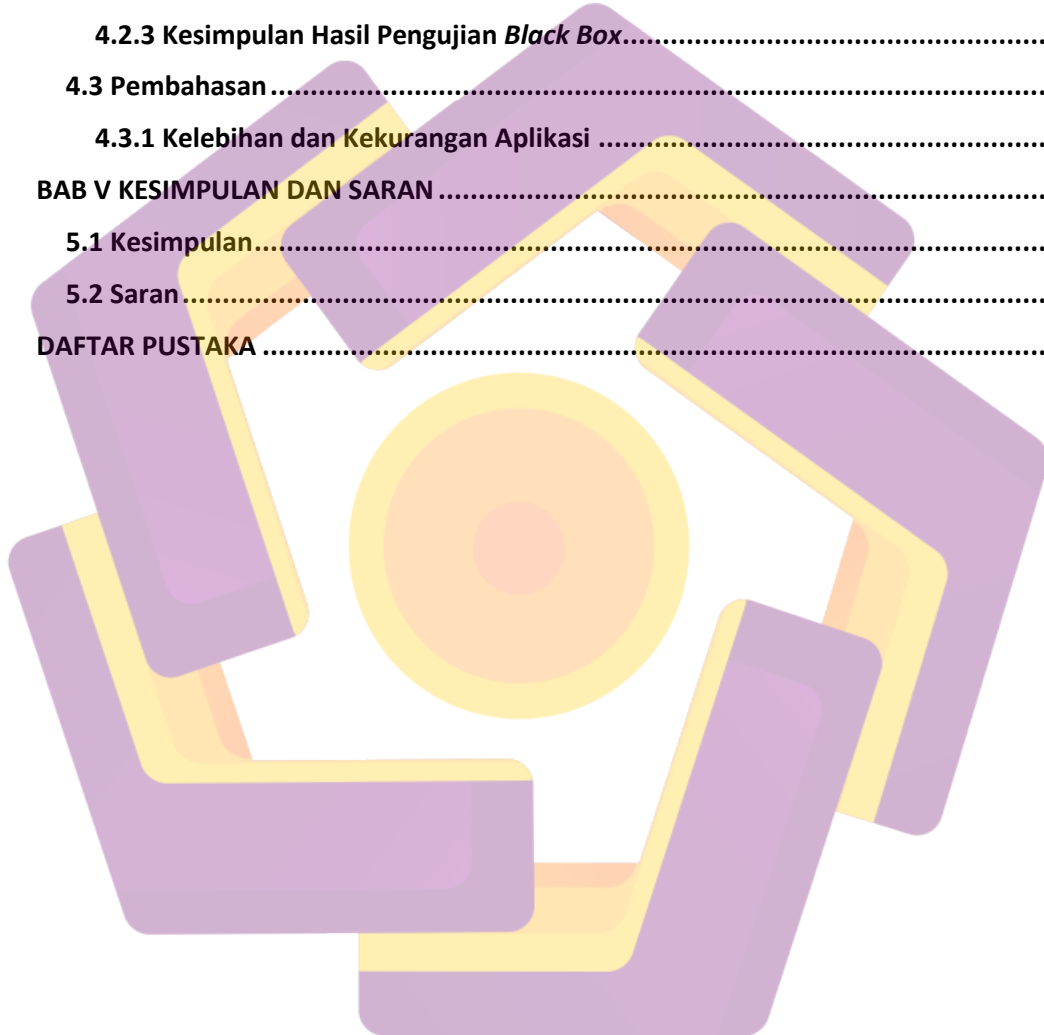 4.2.3 Kesimpulan Hasil Pengujian Black Box....................................................
4.3 Pembahasan....................................................................................................
4.3.1 Kelebihan dan Kekurangan Aplikasi........................................................
BAB V KESIMPULAN DAN SARAN..............................................................................
5.1 Kesimpulan.....................................................................................................
5.2 Saran..............................................................................................................
DAFTAR PUSTAKA.....................................................................................................